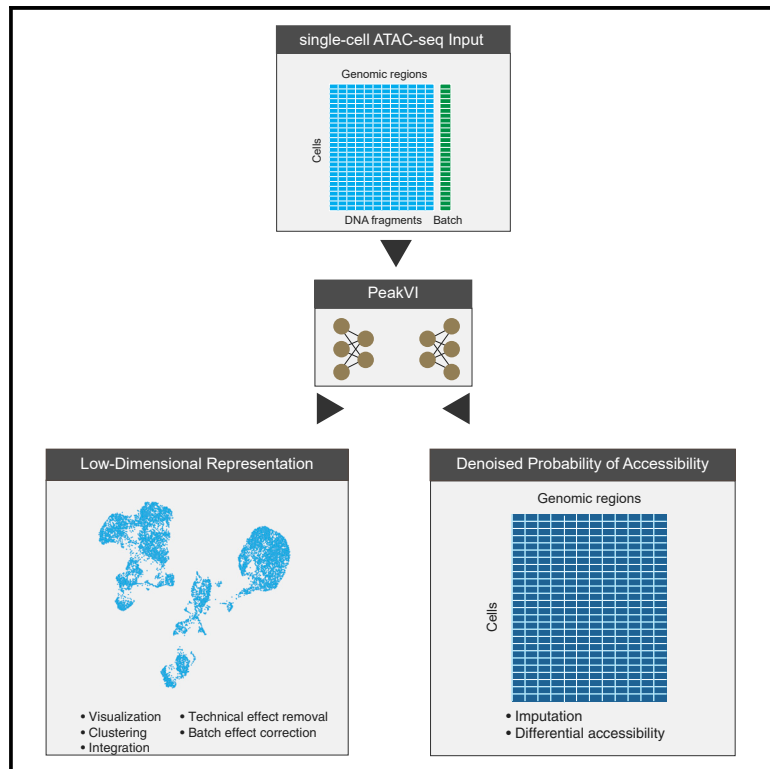 single-cell ATAC-seq Input
Genomic regions
Cells
DNA fragments Batch
PeakVI
Low-Dimensional Representation
• Visualization
• Clustering
• Integration
• Technical effect removal
• Batch effect correction
Denoised Probability of Accessibility
Genomic regions
Cells
• Imputation
• Differential accessibility